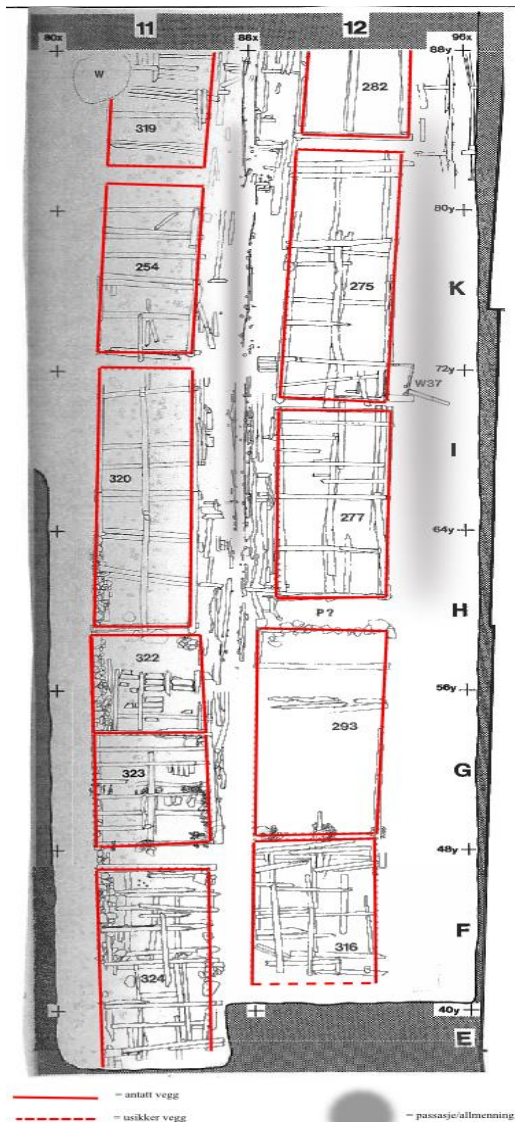 11 12
80x 88x 96x
88y
W
282
319
80y
254
275
K
72y
W37
I
320
277
64y
H
P ?
322
56y
293
G
323
48y
F
316
324
40y
E
= antatt vegg
= usikker vegg
= passasje/allmenning